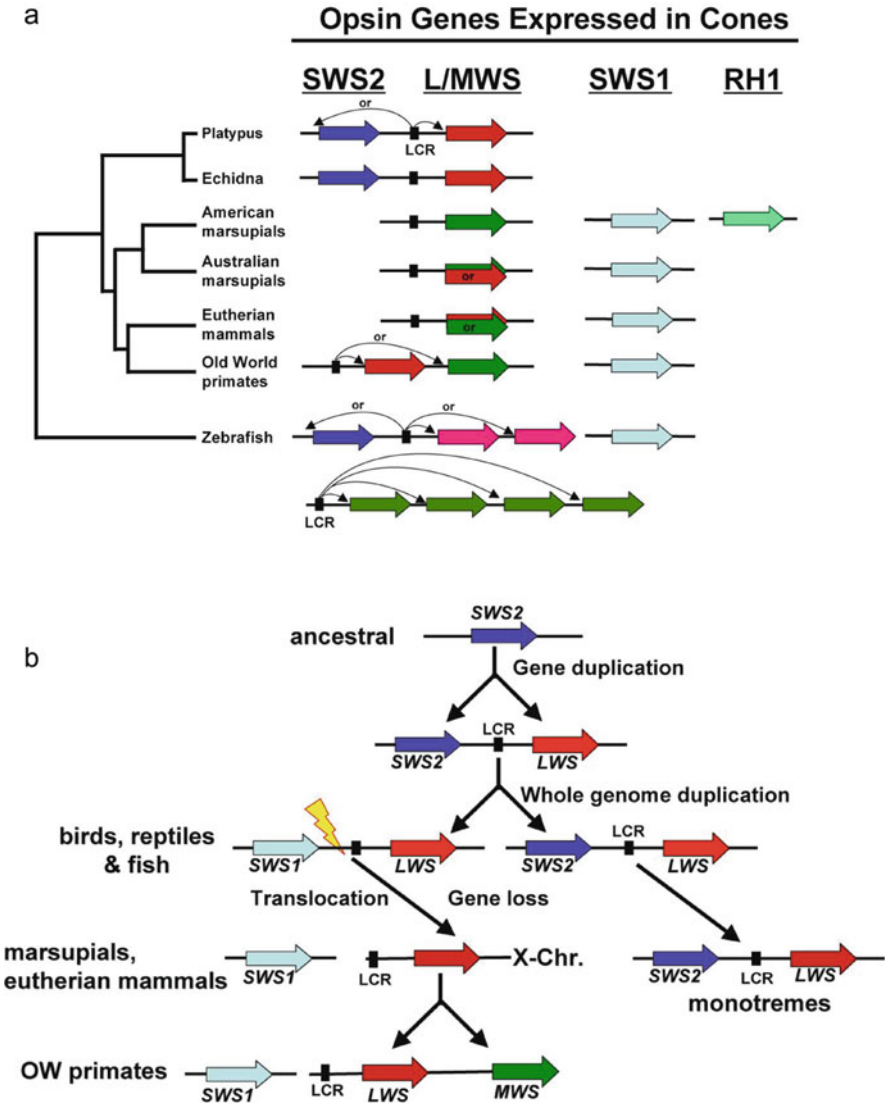 a
Opsin Genes Expressed in Cones
SWS2 L/MWS SWS1 RH1
or
Platypus
LCR
Echidna
American
marsupials
Australian
marsupials
or
Eutherian
mammals
or
or
Old World
primates
or or
Zebrafish
LCR
b
SWS2
ancestral
Gene duplication
LCR
SWS2 LWS
Whole genome duplication
birds, reptiles
& fish
LCR
SWS1 LWS SWS2 LWS
Translocation Gene loss
marsupials,
eutherian mammals
X-Chr.
SWS1 LCR SWS2 LCR LWS
monotremes
OW primates
SWS1 LCR LWS MWS